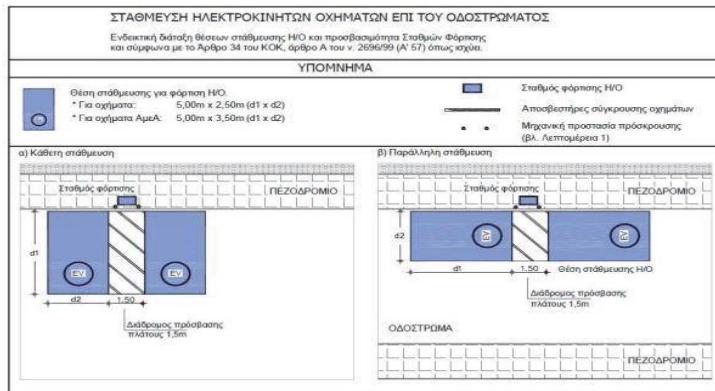 ΣΤΑΘΜΕΥΣΗ ΗΛΕΚΤΡΟΚΙΝΗΤΩΝ ΟΧΗΜΑΤΩΝ ΕΠΙ ΤΟΥ ΟΔΟΣΤΡΩΜΑΤΟΣ
Ενδεικτική διάταξη θέσεων στάθμευσης Η/Ο και προσβασιμότητα Σταθμών Φόρτισης
και σύμφωνα με το Άρθρο 34 του ΚΟΚ, άρθρο Α του ν. 2696/99 (Α' 57) όπως ισχύει.
ΥΠΟΜΝΗΜΑ
Θέση στάθμευσης για φόρτιση Η/Ο.
* Για οχήματα: 5,00m x 2,50m (d1 x d2)
* Για οχήματα ΑμεΑ: 5,00m x 3,50m (d1 x d2)
Σταθμός φόρτισης Η/Ο
Αποσβεστήρες σύγκρουσης οχημάτων
Μηχανική προστασία πρόσκρουσης
(βλ. Λεπτομέρεια 1)
α) Κάθετη στάθμευση
Σταθμός φόρτισης
ΠΕΖΟΔΡΟΜΙΟ
d1
EV
EV
d2
1.50
Διάδρομος πρόσβασης
πλάτους 1,5m
β) Παράλληλη στάθμευση
Σταθμός φόρτισης
ΠΕΖΟΔΡΟΜΙΟ
d2
EV
EV
d1
1.50
Θέση στάθμευσης Η/Ο
Διάδρομος πρόσβασης
πλάτους 1,5m
ΟΔΟΣΤΡΩΜΑ
ΠΕΖΟΔΡΟΜΙΟ